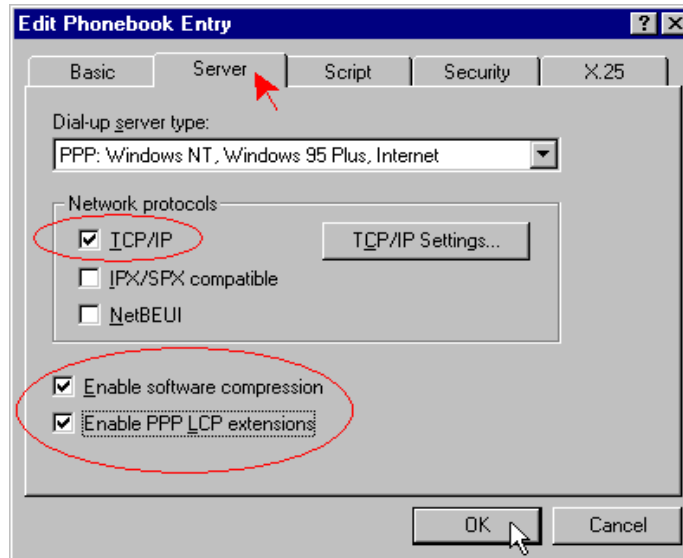 Edit Phonebook Entry
Basic Server Script Security X.25
Dial-up server type:
PPP: Windows NT, Windows 95 Plus, Internet
Network protocols
TCP/IP TCP/IP Settings...
IPX/SPX compatible
NetBEUI
Enable software compression
Enable PPP LCP extensions
OK Cancel